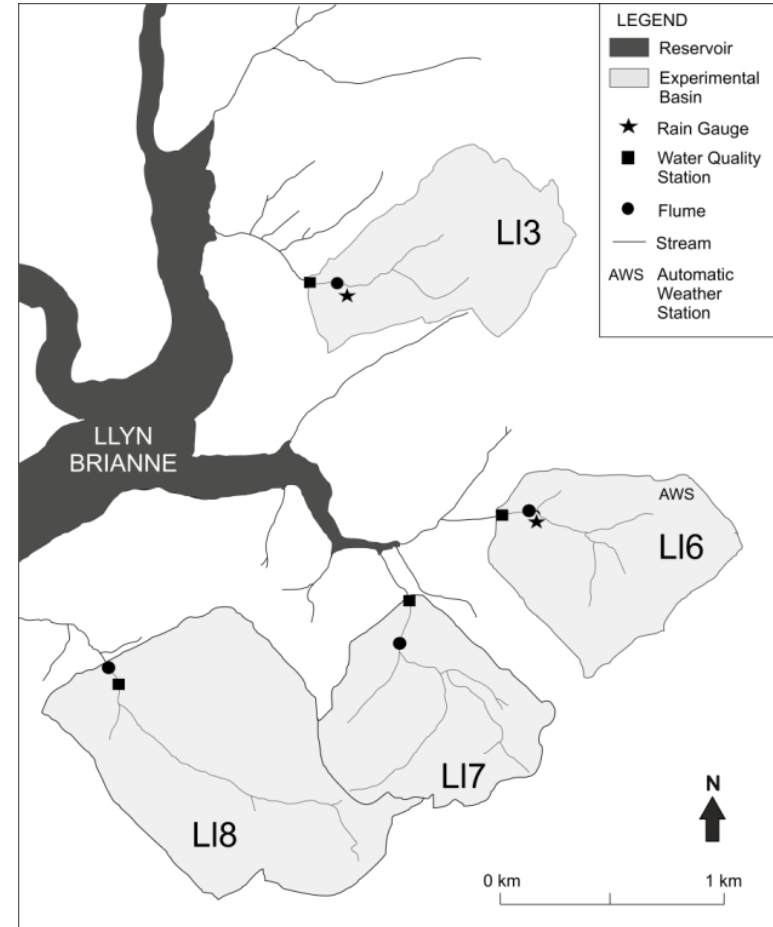 LEGEND
Reservoir
Experimental
Basin
Rain Gauge
Water Quality
Station
Flume
Stream
AWS Automatic
Weather
Station
Ll3
LLYN
BRIANNE
AWS
Ll6
Ll7
Ll8
N
0 km 1 km